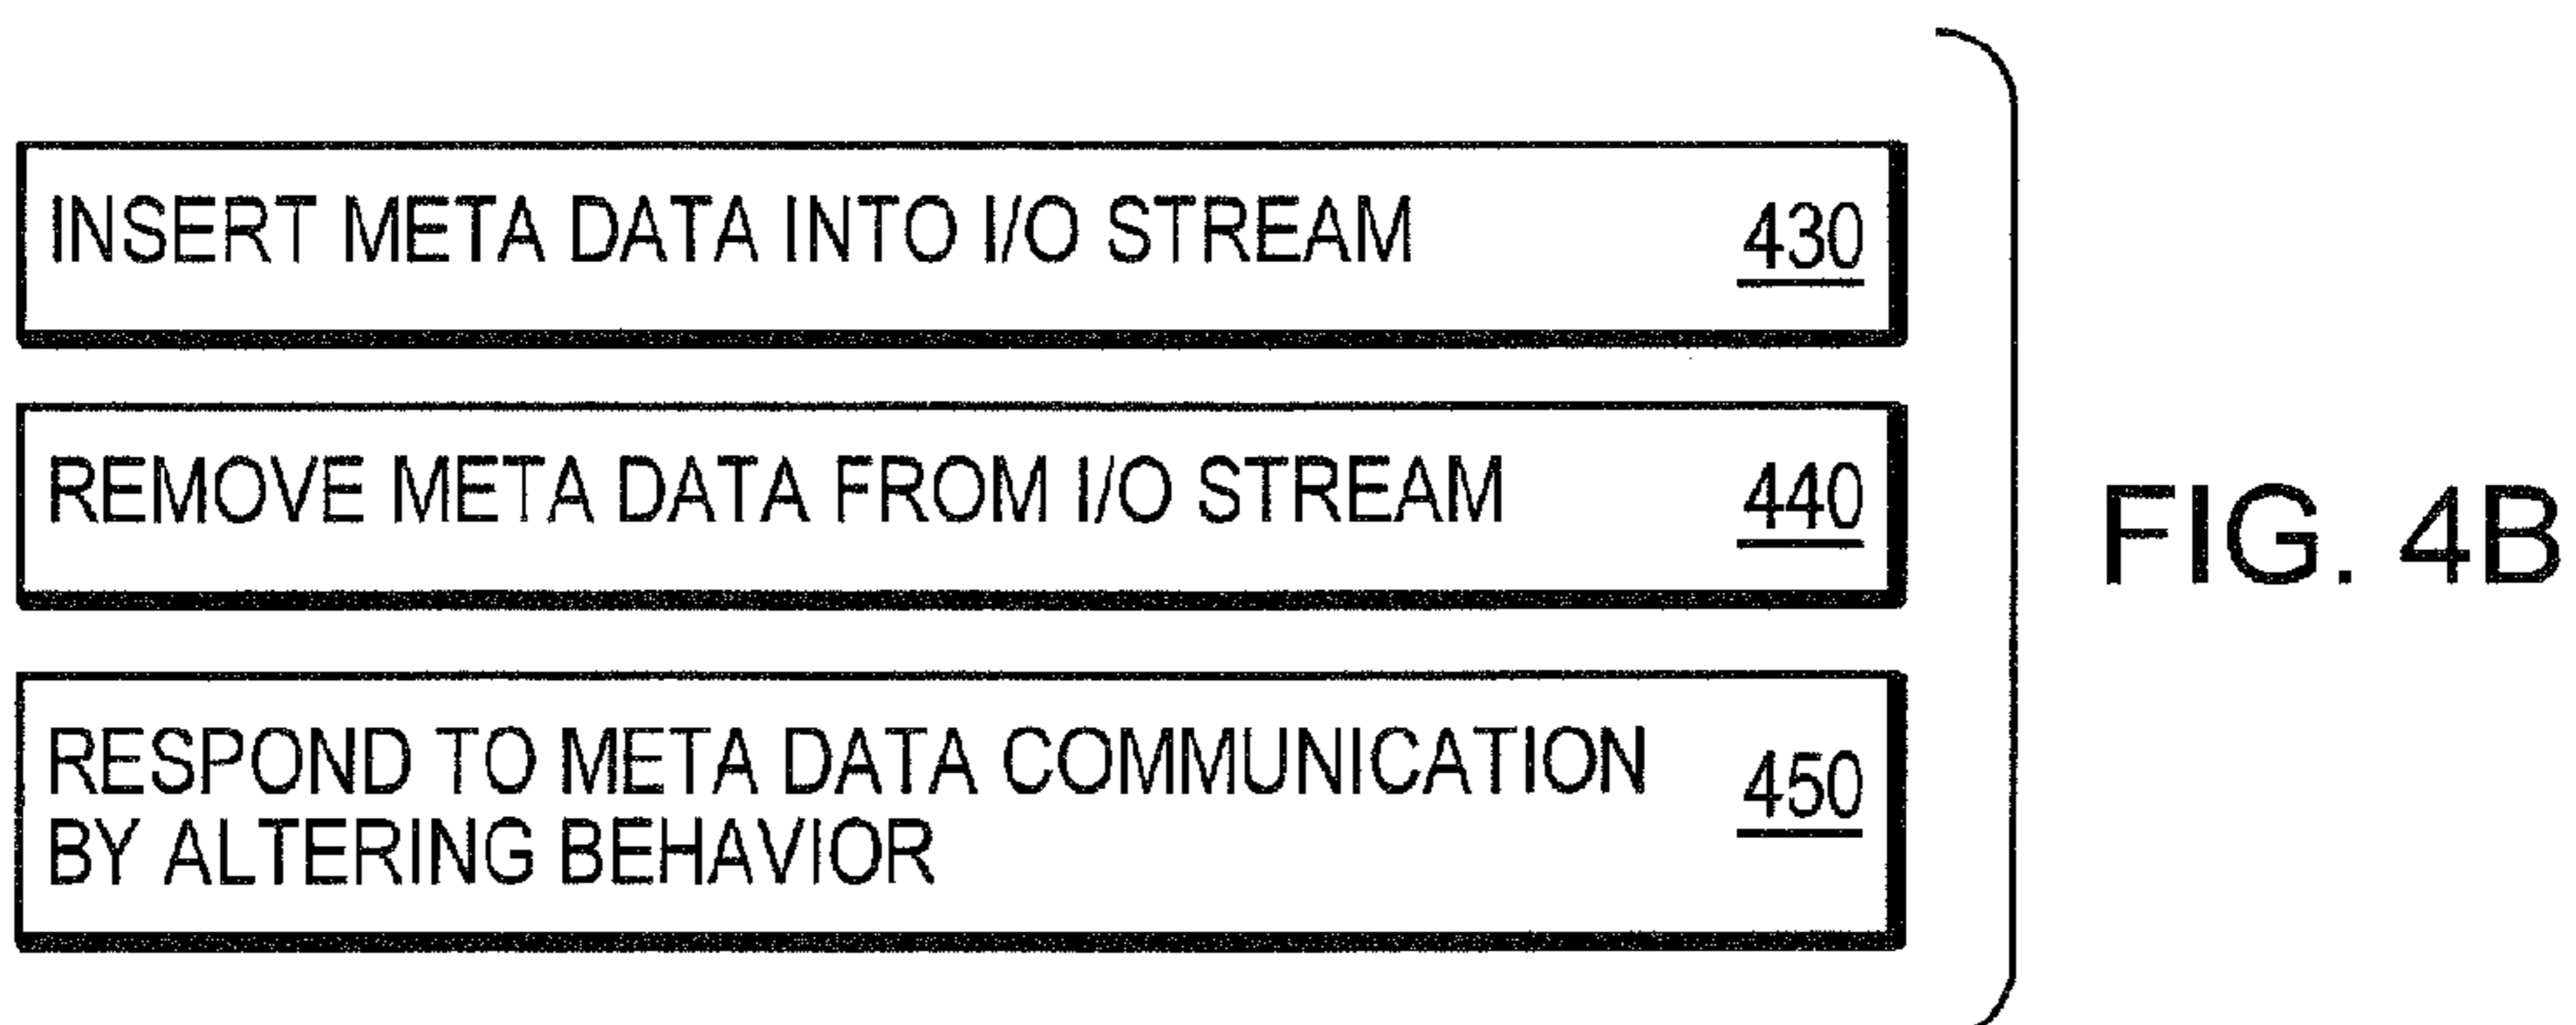 INSERT META DATA INTO I/O STREAM 430
REMOVE META DATA FROM I/O STREAM 440
RESPOND TO META DATA COMMUNICATION 450
BY ALTERING BEHAVIOR
FIG. 4B